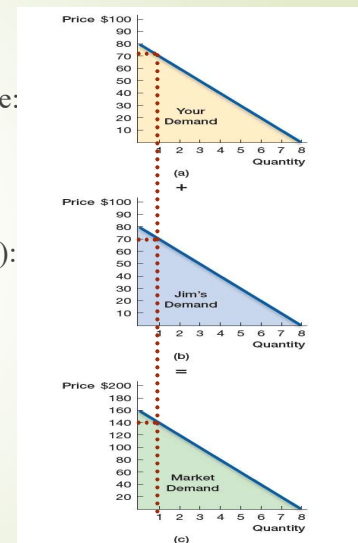 e:
):
Price $100
90
80
70
60
50
40
30
20
10
Your
Demand
1 2 3 4 5 6 7 8
Quantity
(a)
+
Price $100
90
80
70
60
50
40
30
20
10
Jim's
Demand
1 2 3 4 5 6 7 8
Quantity
(b)
=
Price $200
180
160
140
120
100
80
60
40
20
Market
Demand
1 2 3 4 5 6 7 8
Quantity
(c)